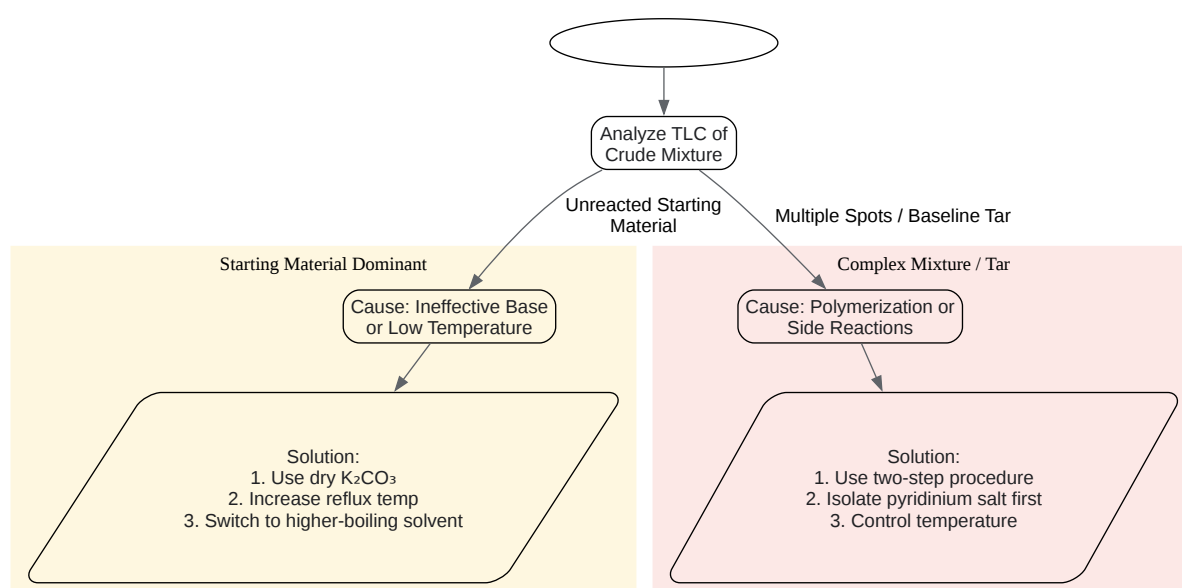 Analyze TLC of
Crude Mixture
Unreacted Starting
Material
Multiple Spots / Baseline Tar
Starting Material Dominant
Cause: Ineffective Base
or Low Temperature
Solution:
1. Use dry K₂CO₃
2. Increase reflux temp
3. Switch to higher-boiling solvent
Complex Mixture / Tar
Cause: Polymerization or
Side Reactions
Solution:
1. Use two-step procedure
2. Isolate pyridinium salt first
3. Control temperature